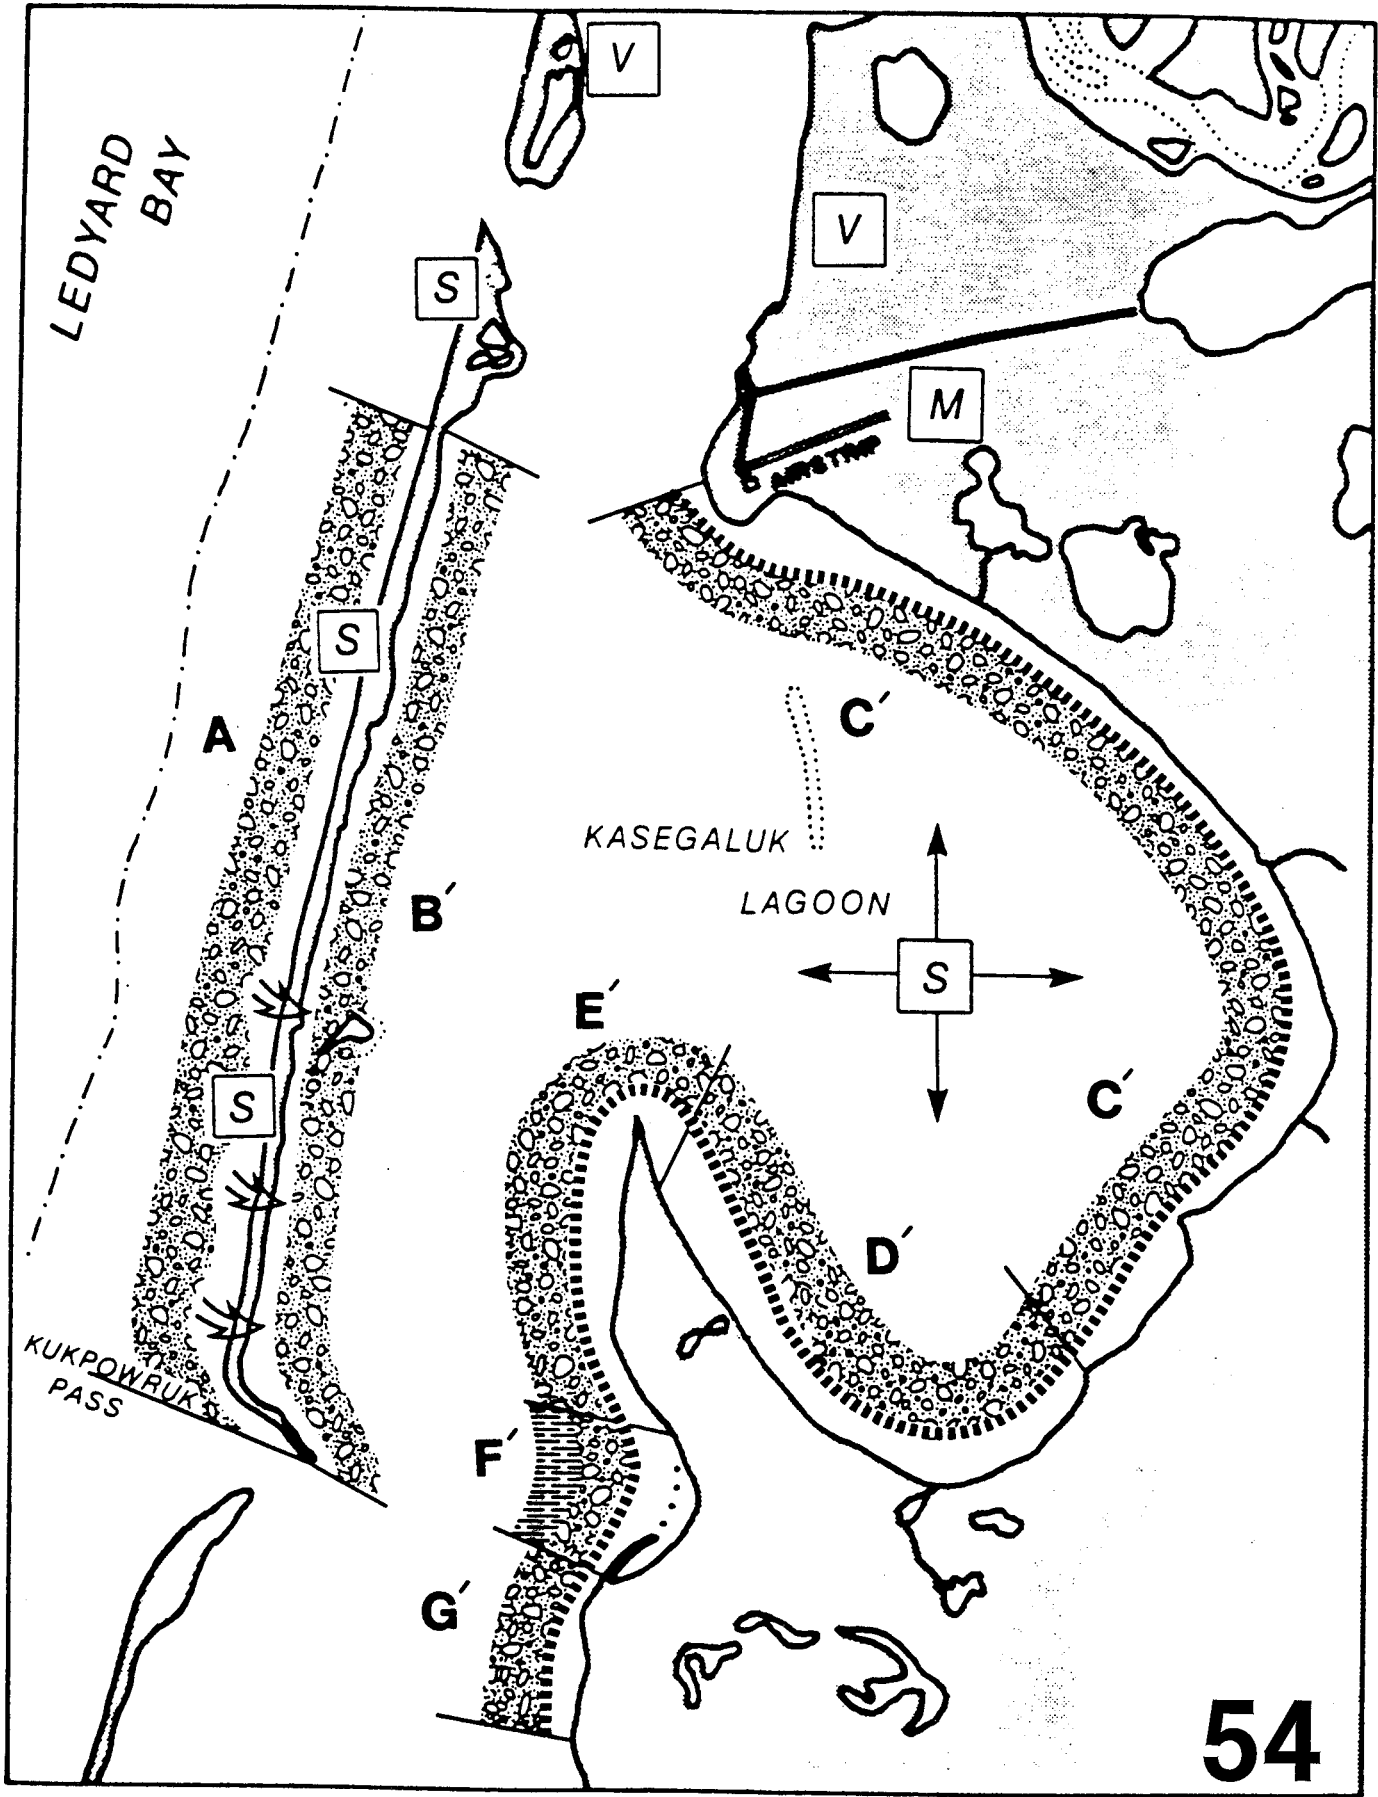 V
LEDYARD
BAY
V
S
M
AIRSTRIP
S
A
C´
KASEGALUK
LAGOON
B´
S
E´
S
C´
D´
KUKPOWRUK
PASS
F´
G´
54